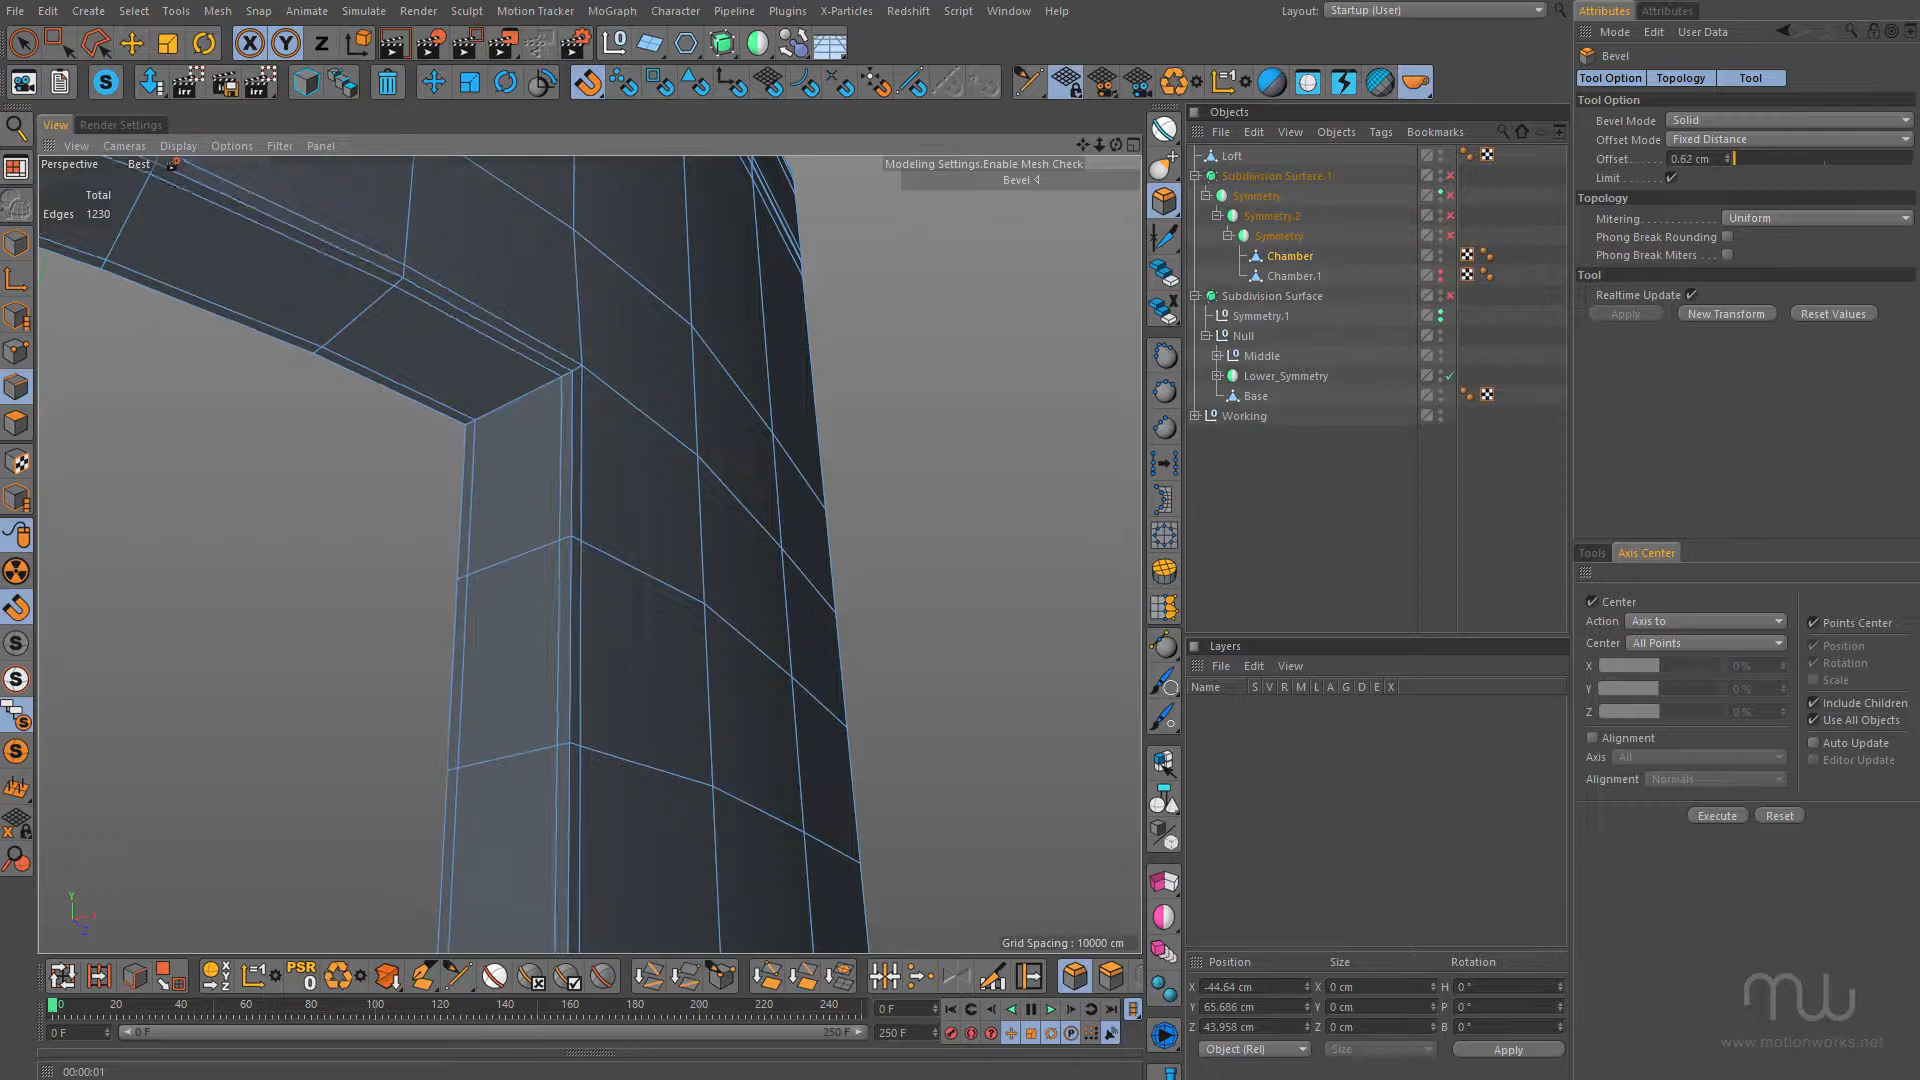 File Edit Create Select Tools Mesh Snap Animate Simulate Render Sculpt Motion Tracker MoGraph Character Pipeline Plugins X-Particles Redshift Script Window Help
Layout: Startup (User)
Attributes Attributes
Mode Edit User Data
Bevel
Tool Option Topology Tool
Tool Option
Bevel Mode Solid
Offset Mode Fixed Distance
Offset 0.62 cm
Limit
Topology
Mitering Uniform
Phong Break Rounding
Phong Break Miters
Tool
Realtime Update
Apply New Transform Reset Values
View Render Settings
View Cameras Display Options Filter Panel
Perspective Best
Modeling Settings.Enable Mesh Check
Bevel
Total
Edges 1230
Grid Spacing : 10000 cm
Objects
File Edit View Objects Tags Bookmarks
Loft
Subdivision Surface.1
Symmetry
Symmetry.2
Symmetry
Chamber
Chamber.1
Subdivision Surface
Symmetry.1
Null
Middle
Lower_Symmetry
Base
Working
Layers
File Edit View
Name S V R M L A G D E X
Tools Axis Center
Center
Action Axis to
Center All Points
X 0 %
Y 0 %
Z 0 %
Points Center
Position
Rotation
Scale
Include Children
Use All Objects
Auto Update
Editor Update
Alignment
Axis All
Alignment Normals
Execute Reset
Position Size Rotation
X -44.64 cm X 0 cm H 0 °
Y 65.686 cm Y 0 cm P 0 °
Z 43.958 cm Z 0 cm B 0 °
Object (Rel) Size Apply
PSR
0
0 20 40 60 80 100 120 140 160 180 200 220 240
0 F
0 F 0 F 250 F 250 F
00:00:01
www.motionworks.net